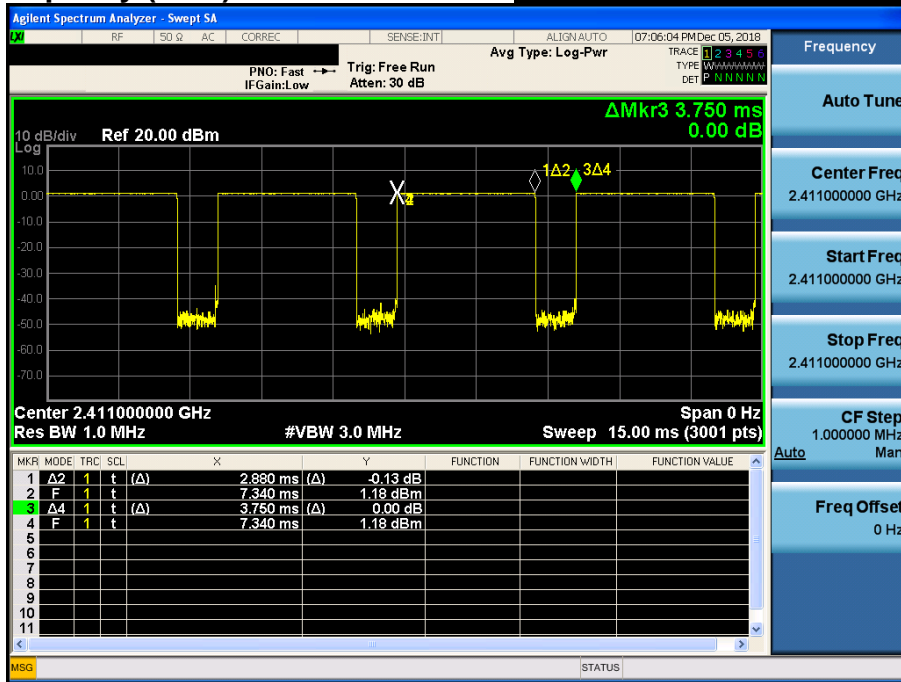 Agilent Spectrum Analyzer - Swept SA
LXI RF 50 Ω AC CORREC SENSE:INT ALIGN AUTO 07:06:04 PM Dec 05, 2018
Avg Type: Log-Pwr
TRACE 1 2 3 4 5 6
TYPE
DET P N N N N N
PNO: Fast
IFGain:Low
Trig: Free Run
Atten: 30 dB
ΔMkr3 3.750 ms
0.00 dB
10 dB/div Ref 20.00 dBm
Log
10.0
0.00
-10.0
-20.0
-30.0
-40.0
-50.0
-60.0
-70.0
1Δ2 3Δ4
Center 2.411000000 GHz Span 0 Hz
Res BW 1.0 MHz #VBW 3.0 MHz Sweep 15.00 ms (3001 pts)
MKR MODE TRC SCL X Y FUNCTION FUNCTION WIDTH FUNCTION VALUE
1 Δ2 1 t (Δ) 2.880 ms (Δ) -0.13 dB
2 F 1 t 7.340 ms 1.18 dBm
3 Δ4 1 t (Δ) 3.750 ms (Δ) 0.00 dB
4 F 1 t 7.340 ms 1.18 dBm
5
6
7
8
9
10
11
MSG STATUS
Frequency
Auto Tune
Center Freq
2.411000000 GHz
Start Freq
2.411000000 GHz
Stop Freq
2.411000000 GHz
CF Step
1.000000 MHz
Auto Man
Freq Offset
0 Hz